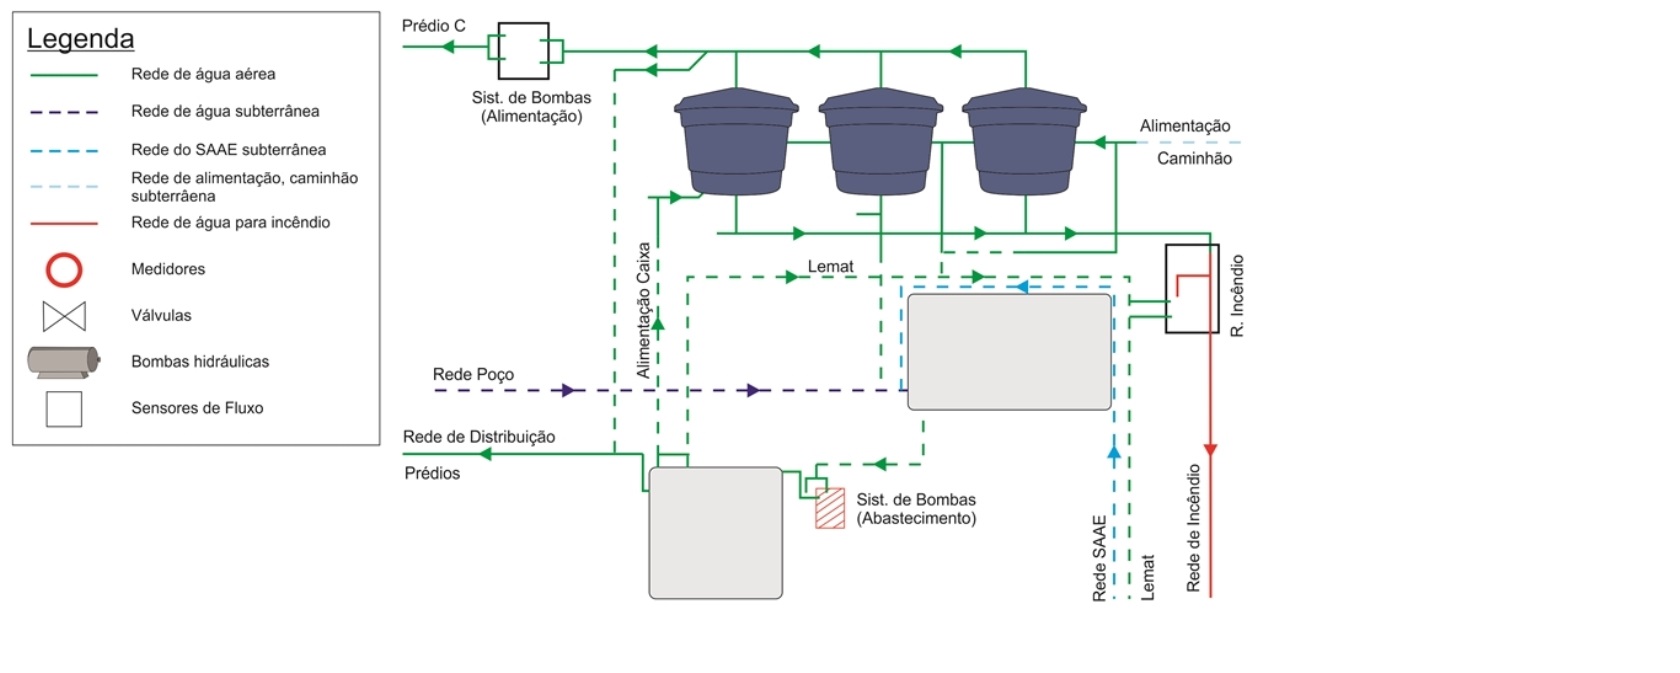 Legenda
Rede de água aérea
Rede de água subterrânea
Rede do SAAE subterrânea
Rede de alimentação, caminhão
subterrâena
Rede de água para incêndio
Medidores
Válvulas
Bombas hidráulicas
Sensores de Fluxo
Prédio C
Sist. de Bombas
(Alimentação)
Alimentação
Caminhão
Alimentação Caixa
Lemat
R. Incêndio
Rede Poço
Rede de Distribuição
Prédios
Sist. de Bombas
(Abastecimento)
Rede SAAE
Lemat
Rede de Incêndio